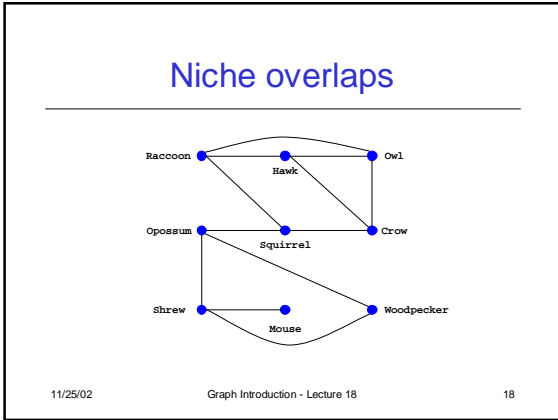 Niche overlaps
Raccoon
Hawk
Owl
Opossum
Squirrel
Crow
Shrew
Mouse
Woodpecker
11/25/02
Graph Introduction - Lecture 18
18